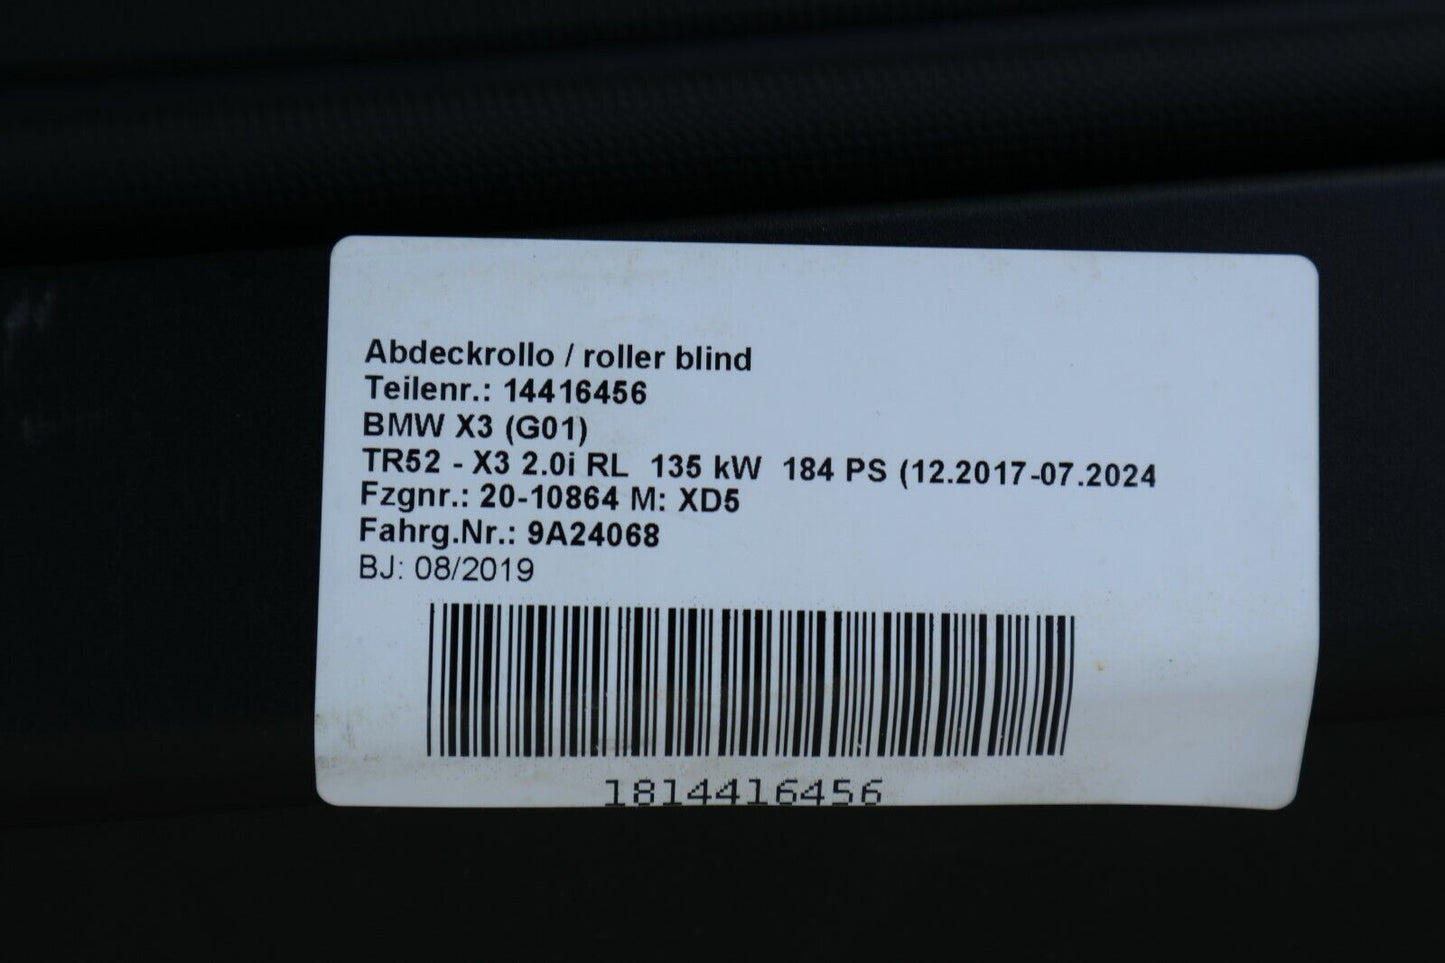 Abdeckrollo / roller blind
Teilenr.: 14416456
BMW X3 (G01)
TR52 - X3 2.0i RL  135 kW  184 PS (12.2017-07.2024
Fzgnr.: 20-10864 M: XD5
Fahrg.Nr.: 9A24068
BJ: 08/2019
1814416456